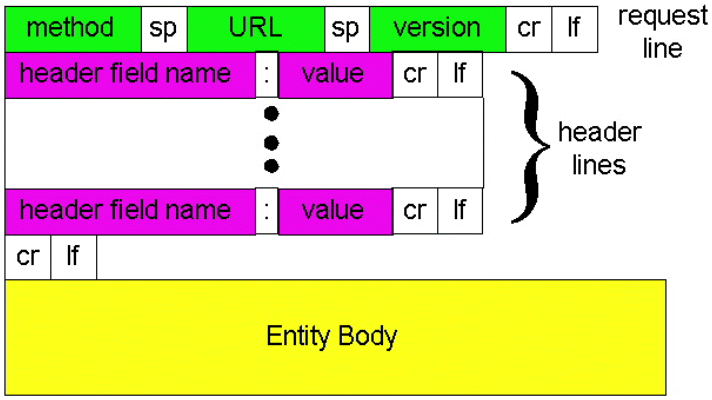 method sp URL sp version cr lf request line
header field name : value cr lf
header lines
header field name : value cr lf
cr lf
Entity Body